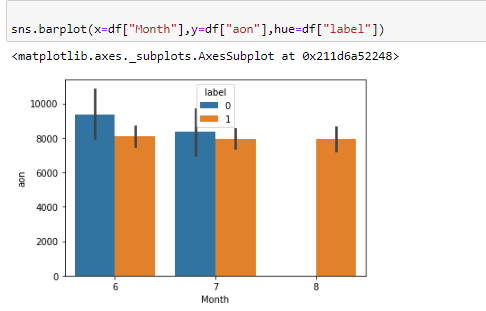 sns.barplot(x=df["Month"],y=df["aon"],hue=df["label"])
<matplotlib.axes._subplots.AxesSubplot at 0x211d6a52248>
label
0
1
10000
8000
6000
4000
2000
0
aon
6 7 8
Month